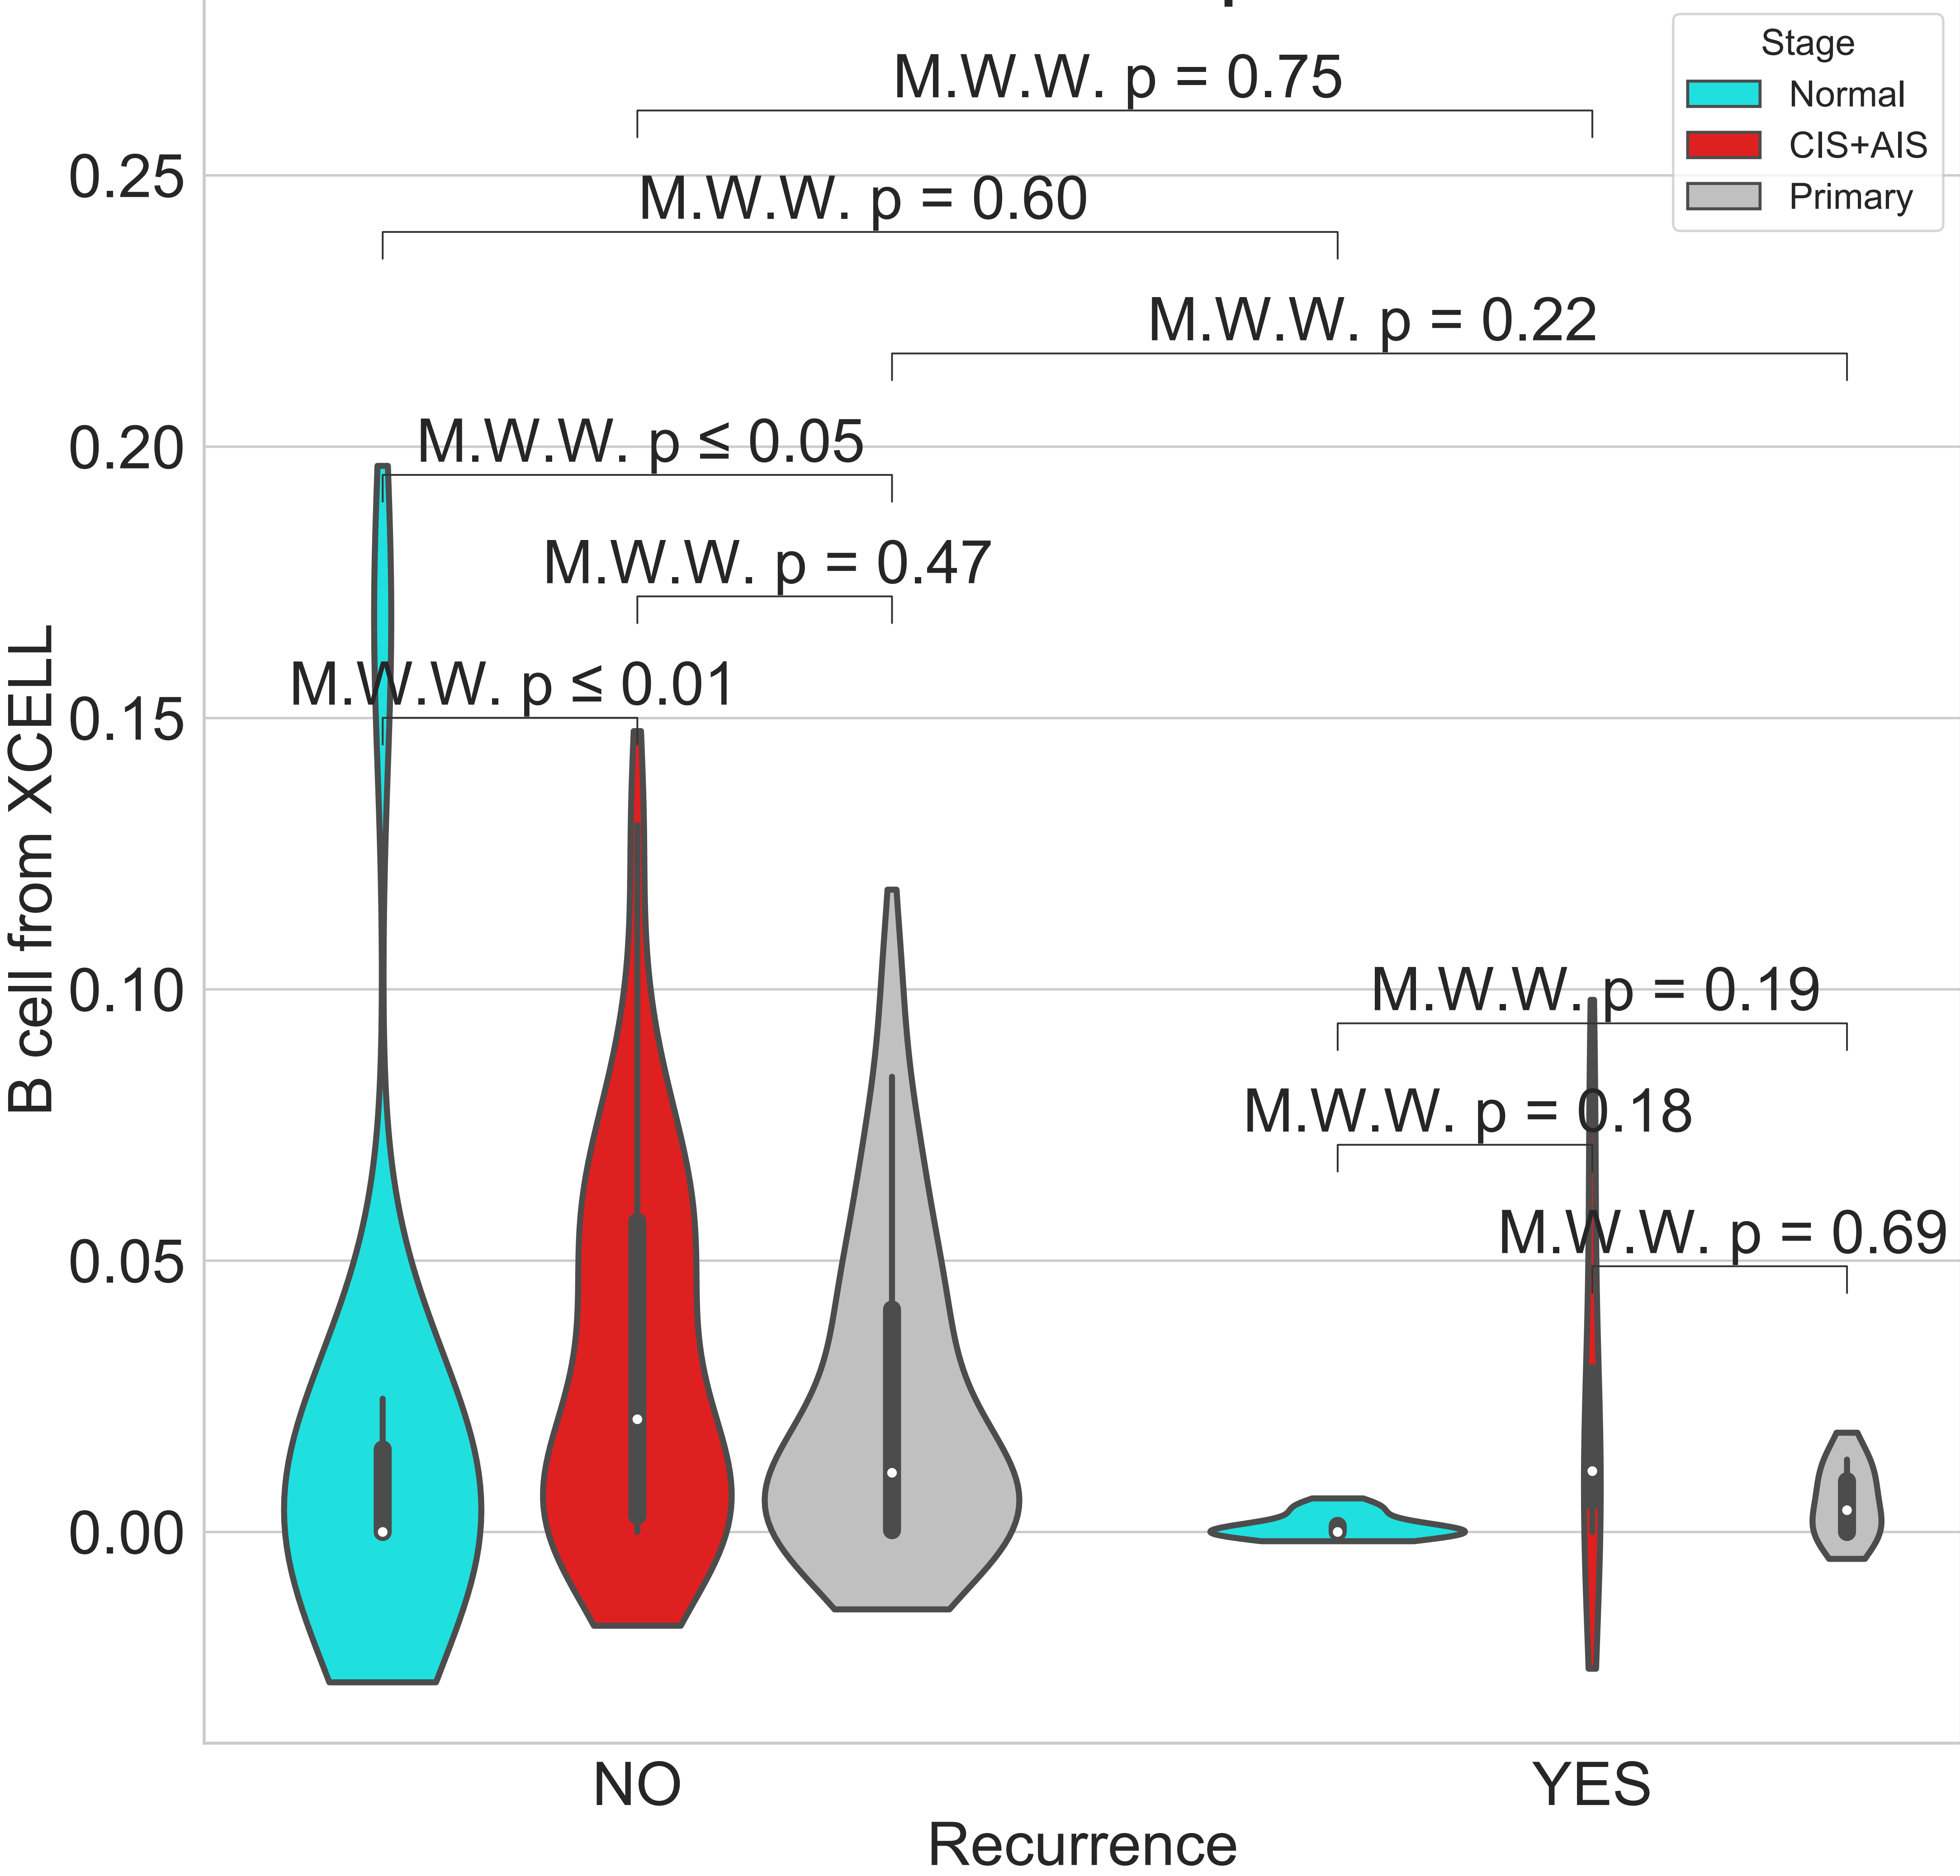 Stage
Normal
CIS+AIS
Primary
M.W.W. p = 0.75
M.W.W. p = 0.60
M.W.W. p = 0.22
M.W.W. p ≤ 0.05
M.W.W. p = 0.47
M.W.W. p ≤ 0.01
M.W.W. p = 0.19
M.W.W. p = 0.18
M.W.W. p = 0.69
B cell from XCELL
0.25
0.20
0.15
0.10
0.05
0.00
NO
YES
Recurrence